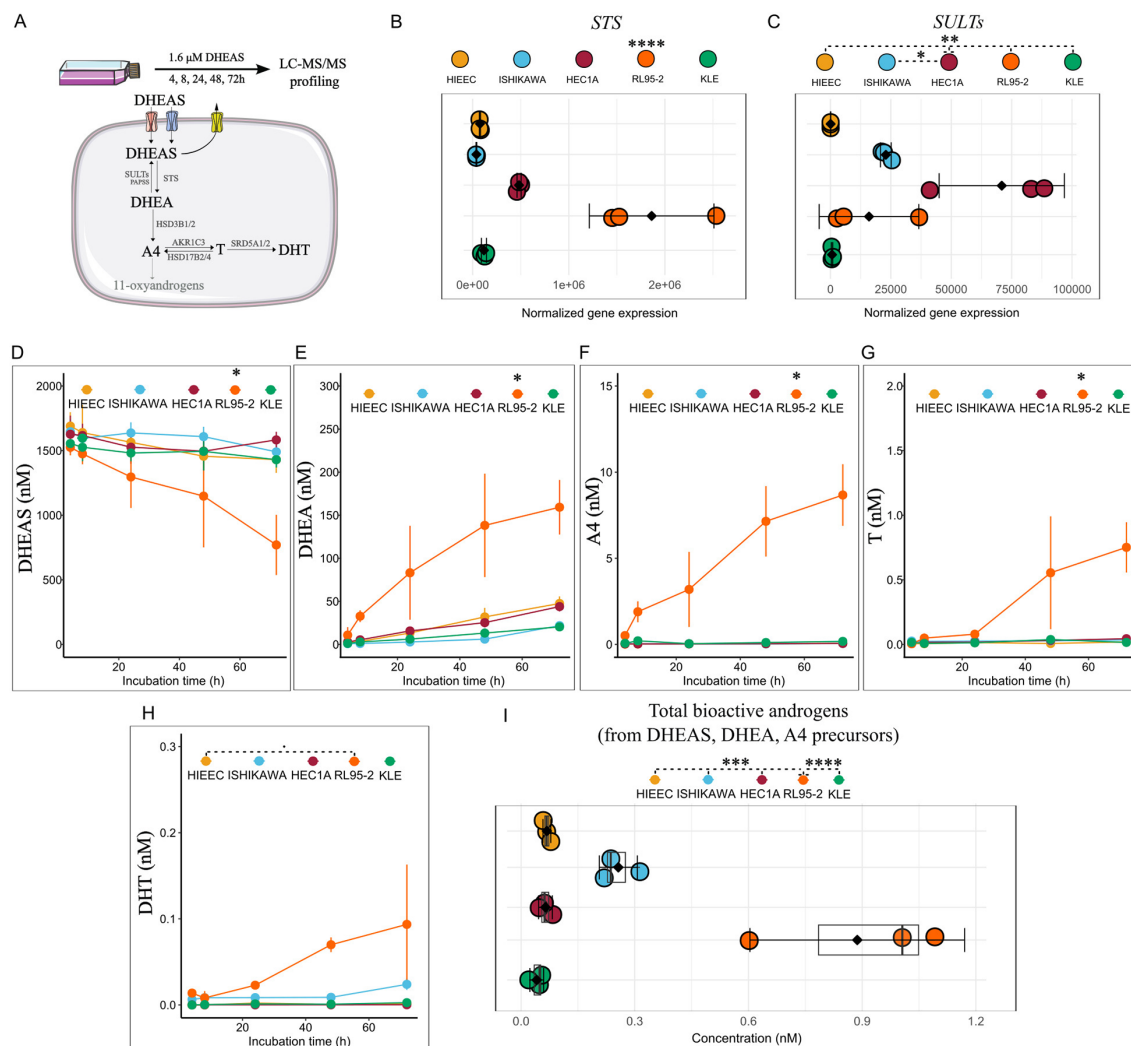 A
1.6 μM DHEAS
4, 8, 24, 48, 72h
LC-MS/MS
profiling
DHEAS
DHEAS
SULTs
PAPSS
STS
DHEA
HSD3B1/2
A4
AKR1C3
HSD17B2/4
T
SRD5A1/2
DHT
11-oxyandrogens
B
STS
****
HIEEC ISHIKAWA HEC1A RL95-2 KLE
0e+00 1e+06 2e+06
Normalized gene expression
C
SULTs
**
*
HIEEC ISHIKAWA HEC1A RL95-2 KLE
0 25000 50000 75000 100000
Normalized gene expression
D
*
HIEEC ISHIKAWA HEC1A RL95-2 KLE
DHEAS (nM)
2000
1500
1000
500
0
20 40 60
Incubation time (h)
E
*
HIEEC ISHIKAWA HEC1A RL95-2 KLE
DHEA (nM)
300
250
200
150
100
50
0
20 40 60
Incubation time (h)
F
*
HIEEC ISHIKAWA HEC1A RL95-2 KLE
A4 (nM)
15
10
5
0
20 40 60
Incubation time (h)
G
*
HIEEC ISHIKAWA HEC1A RL95-2 KLE
T (nM)
2.0
1.5
1.0
0.5
0.0
20 40 60
Incubation time (h)
H
.
HIEEC ISHIKAWA HEC1A RL95-2 KLE
DHT (nM)
0.3
0.2
0.1
0.0
20 40 60
Incubation time (h)
I
Total bioactive androgens
(from DHEAS, DHEA, A4 precursors)
*** ****
HIEEC ISHIKAWA HEC1A RL95-2 KLE
0.0 0.3 0.6 0.9 1.2
Concentration (nM)